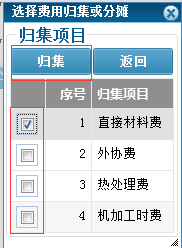 选择费用归集或分摊
归集项目
归集 返回
序号 归集项目
1 直接材料费
2 外协费
3 热处理费
4 机加工时费